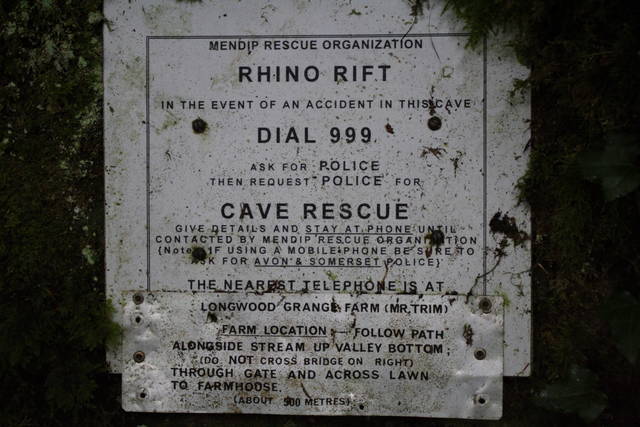 MENDIP RESCUE ORGANIZATION
RHINO RIFT
IN THE EVENT OF AN ACCIDENT IN THIS CAVE
DIAL 999
ASK FOR POLICE
THEN REQUEST "POLICE FOR
CAVE RESCUE"
GIVE DETAILS AND STAY AT PHONE UNTIL
CONTACTED BY MENDIP RESCUE ORGANIZATION
(Note: IF USING A MOBILE PHONE BE SURE TO
ASK FOR AVON & SOMERSET POLICE)
THE NEAREST TELEPHONE IS AT
LONGWOOD GRANGE FARM (MR.TRIM)
FARM LOCATION:— FOLLOW PATH
ALONGSIDE STREAM UP VALLEY BOTTOM;
(DO NOT CROSS BRIDGE ON RIGHT)
THROUGH GATE AND ACROSS LAWN
TO FARMHOUSE.
(ABOUT 500 METRES)